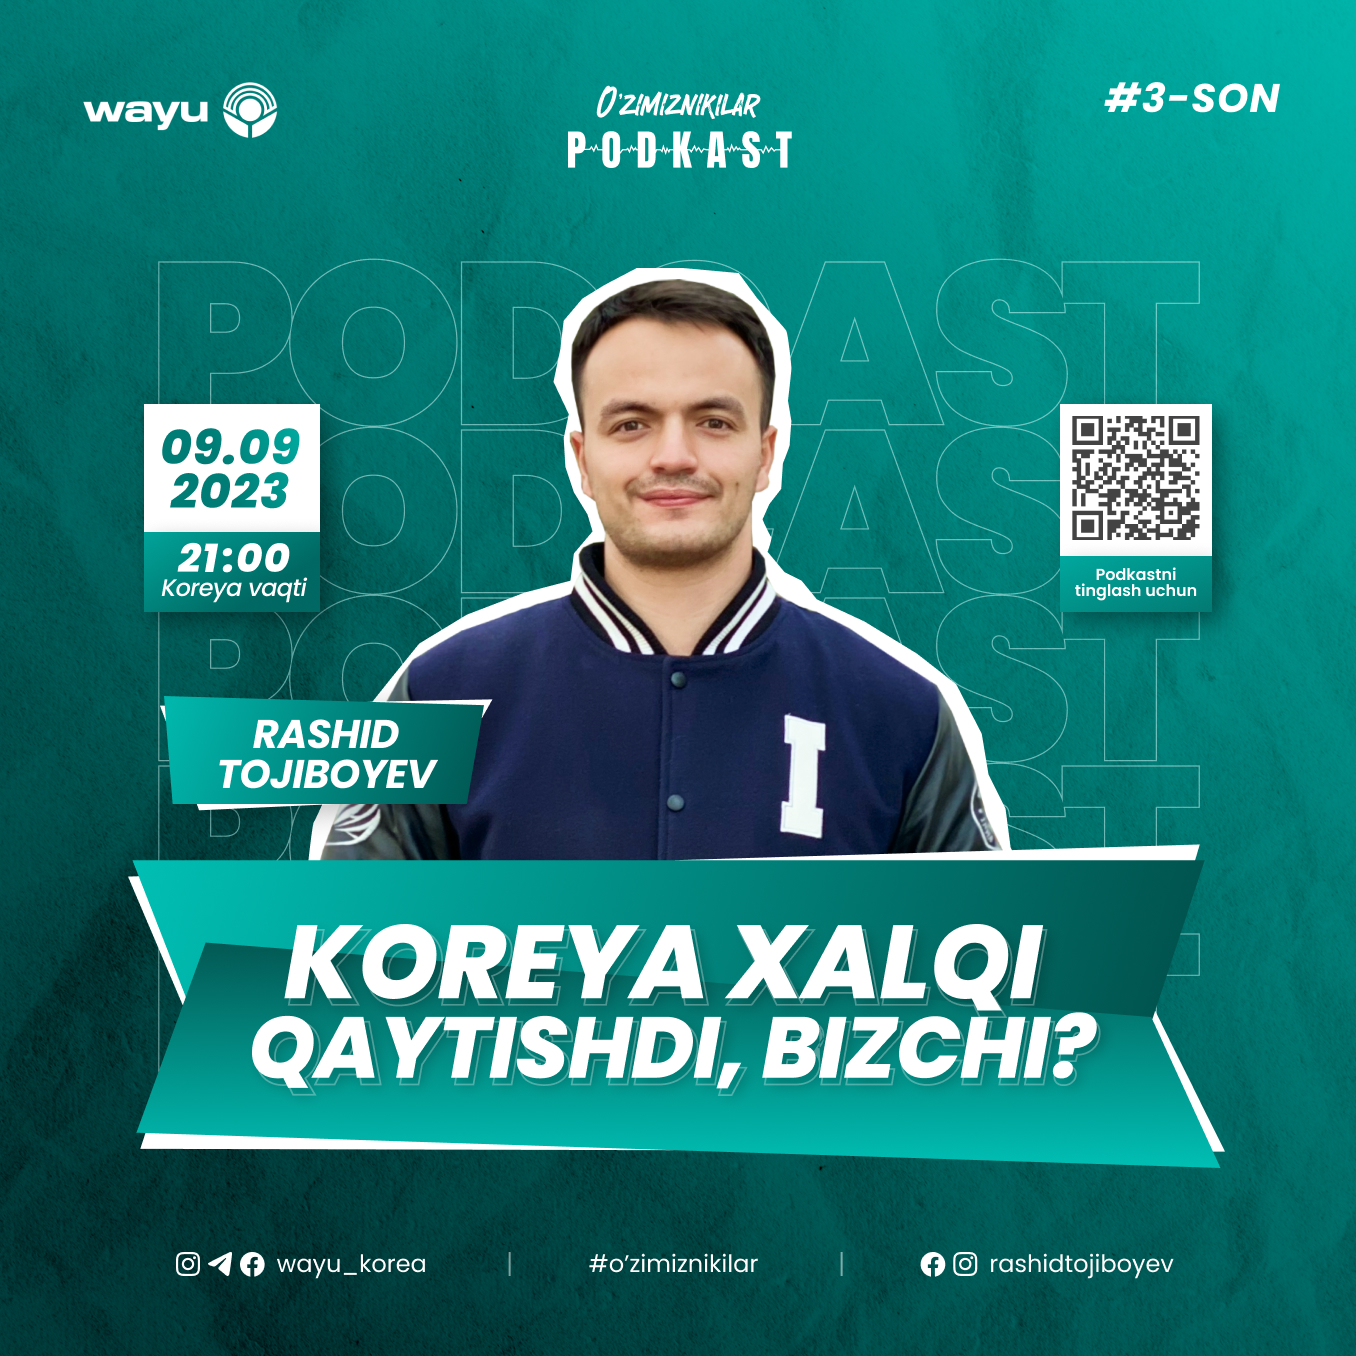 wayu
O'ZIMIZNIKILAR
PODKAST
#3-SON
PODCAST
09.09
2023
21:00
Koreya vaqti
Podkastni
tinglash uchun
I
RASHID
TOJIBOYEV
KOREYA XALQI
QAYTISHDI, BIZCHI?
wayu_korea
#o'zimiznikilar
rashidtojiboyev